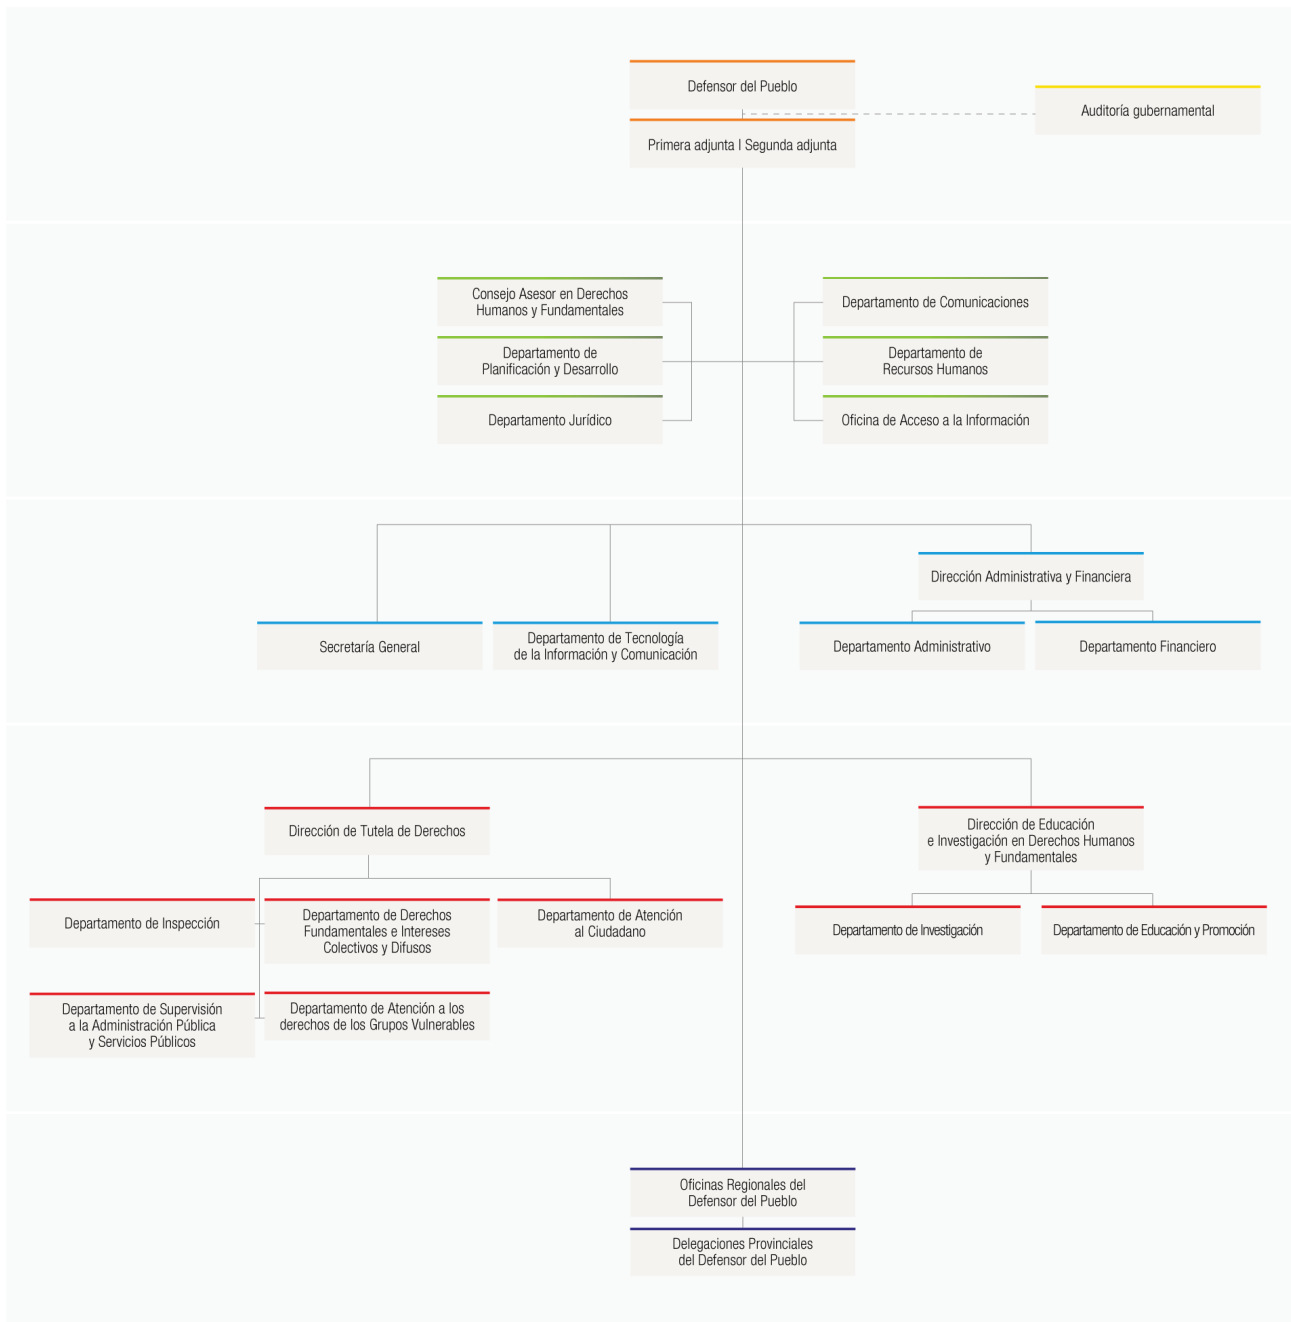 Defensor del Pueblo
Auditoría gubernamental
Primera adjunta | Segunda adjunta
Consejo Asesor en Derechos
Humanos y Fundamentales
Departamento de Comunicaciones
Departamento de
Planificación y Desarrollo
Departamento de
Recursos Humanos
Departamento Jurídico
Oficina de Acceso a la Información
Dirección Administrativa y Financiera
Secretaría General
Departamento de Tecnología
de la Información y Comunicación
Departamento Administrativo
Departamento Financiero
Dirección de Tutela de Derechos
Dirección de Educación
e Investigación en Derechos Humanos
y Fundamentales
Departamento de Inspección
Departamento de Derechos
Fundamentales e Intereses
Colectivos y Difusos
Departamento de Atención
al Ciudadano
Departamento de Investigación
Departamento de Educación y Promoción
Departamento de Supervisión
a la Administración Pública
y Servicios Públicos
Departamento de Atención a los
derechos de los Grupos Vulnerables
Oficinas Regionales del
Defensor del Pueblo
Delegaciones Provinciales
del Defensor del Pueblo